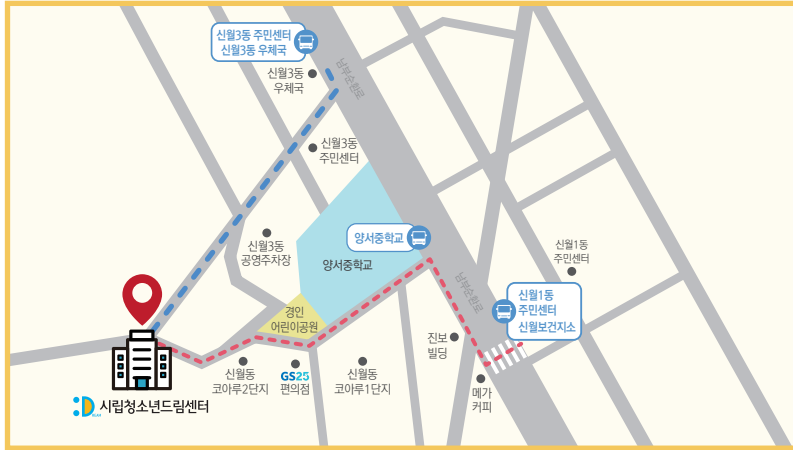 신월3동 주민센터
신월3동 우체국
남부순환로
신월3동
우체국
신월3동
주민센터
신월3동
공영주차장
양서중학교
양서중학교
신월1동
주민센터
남부순환로
신월1동
주민센터
신월보건지소
경인
어린이공원
진보
빌딩
신월동
코아루2단지
GS25
편의점
신월동
코아루1단지
메가
커피
시립청소년드림센터